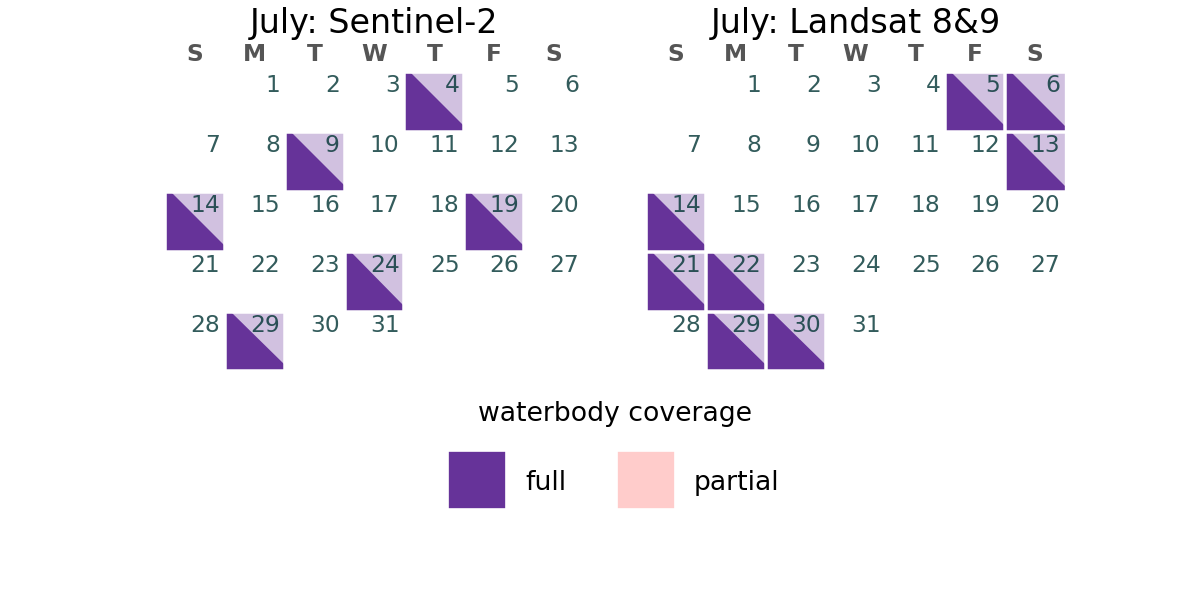 July: Sentinel-2
S M T W T F S
1 2 3 4 5 6
7 8 9 10 11 12 13
14 15 16 17 18 19 20
21 22 23 24 25 26 27
28 29 30 31
July: Landsat 8&9
S M T W T F S
1 2 3 4 5 6
7 8 9 10 11 12 13
14 15 16 17 18 19 20
21 22 23 24 25 26 27
28 29 30 31
waterbody coverage
full partial